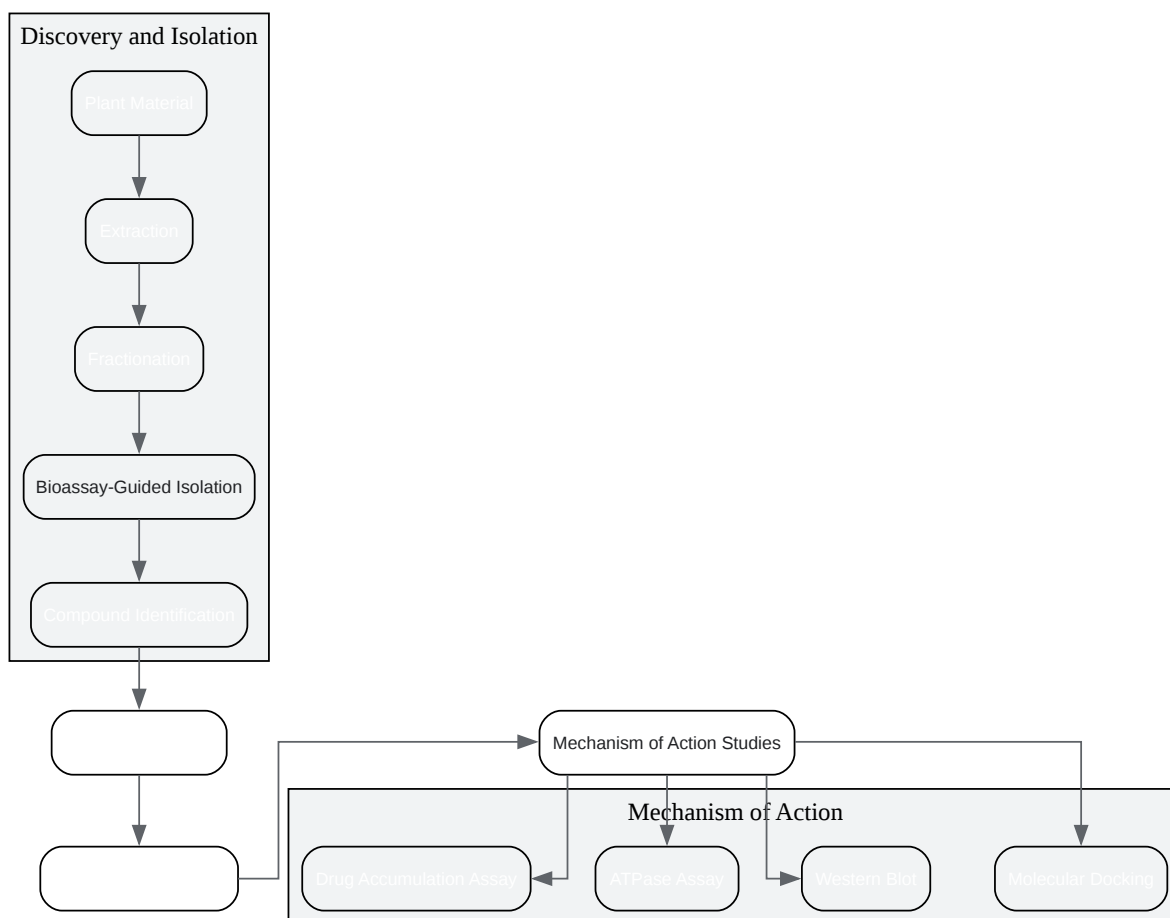 Discovery and Isolation
Plant Material
Extraction
Fractionation
Bioassay-Guided Isolation
Compound Identification
Mechanism of Action Studies
Mechanism of Action
Drug Accumulation Assay
ATPase Assay
Western Blot
Molecular Docking